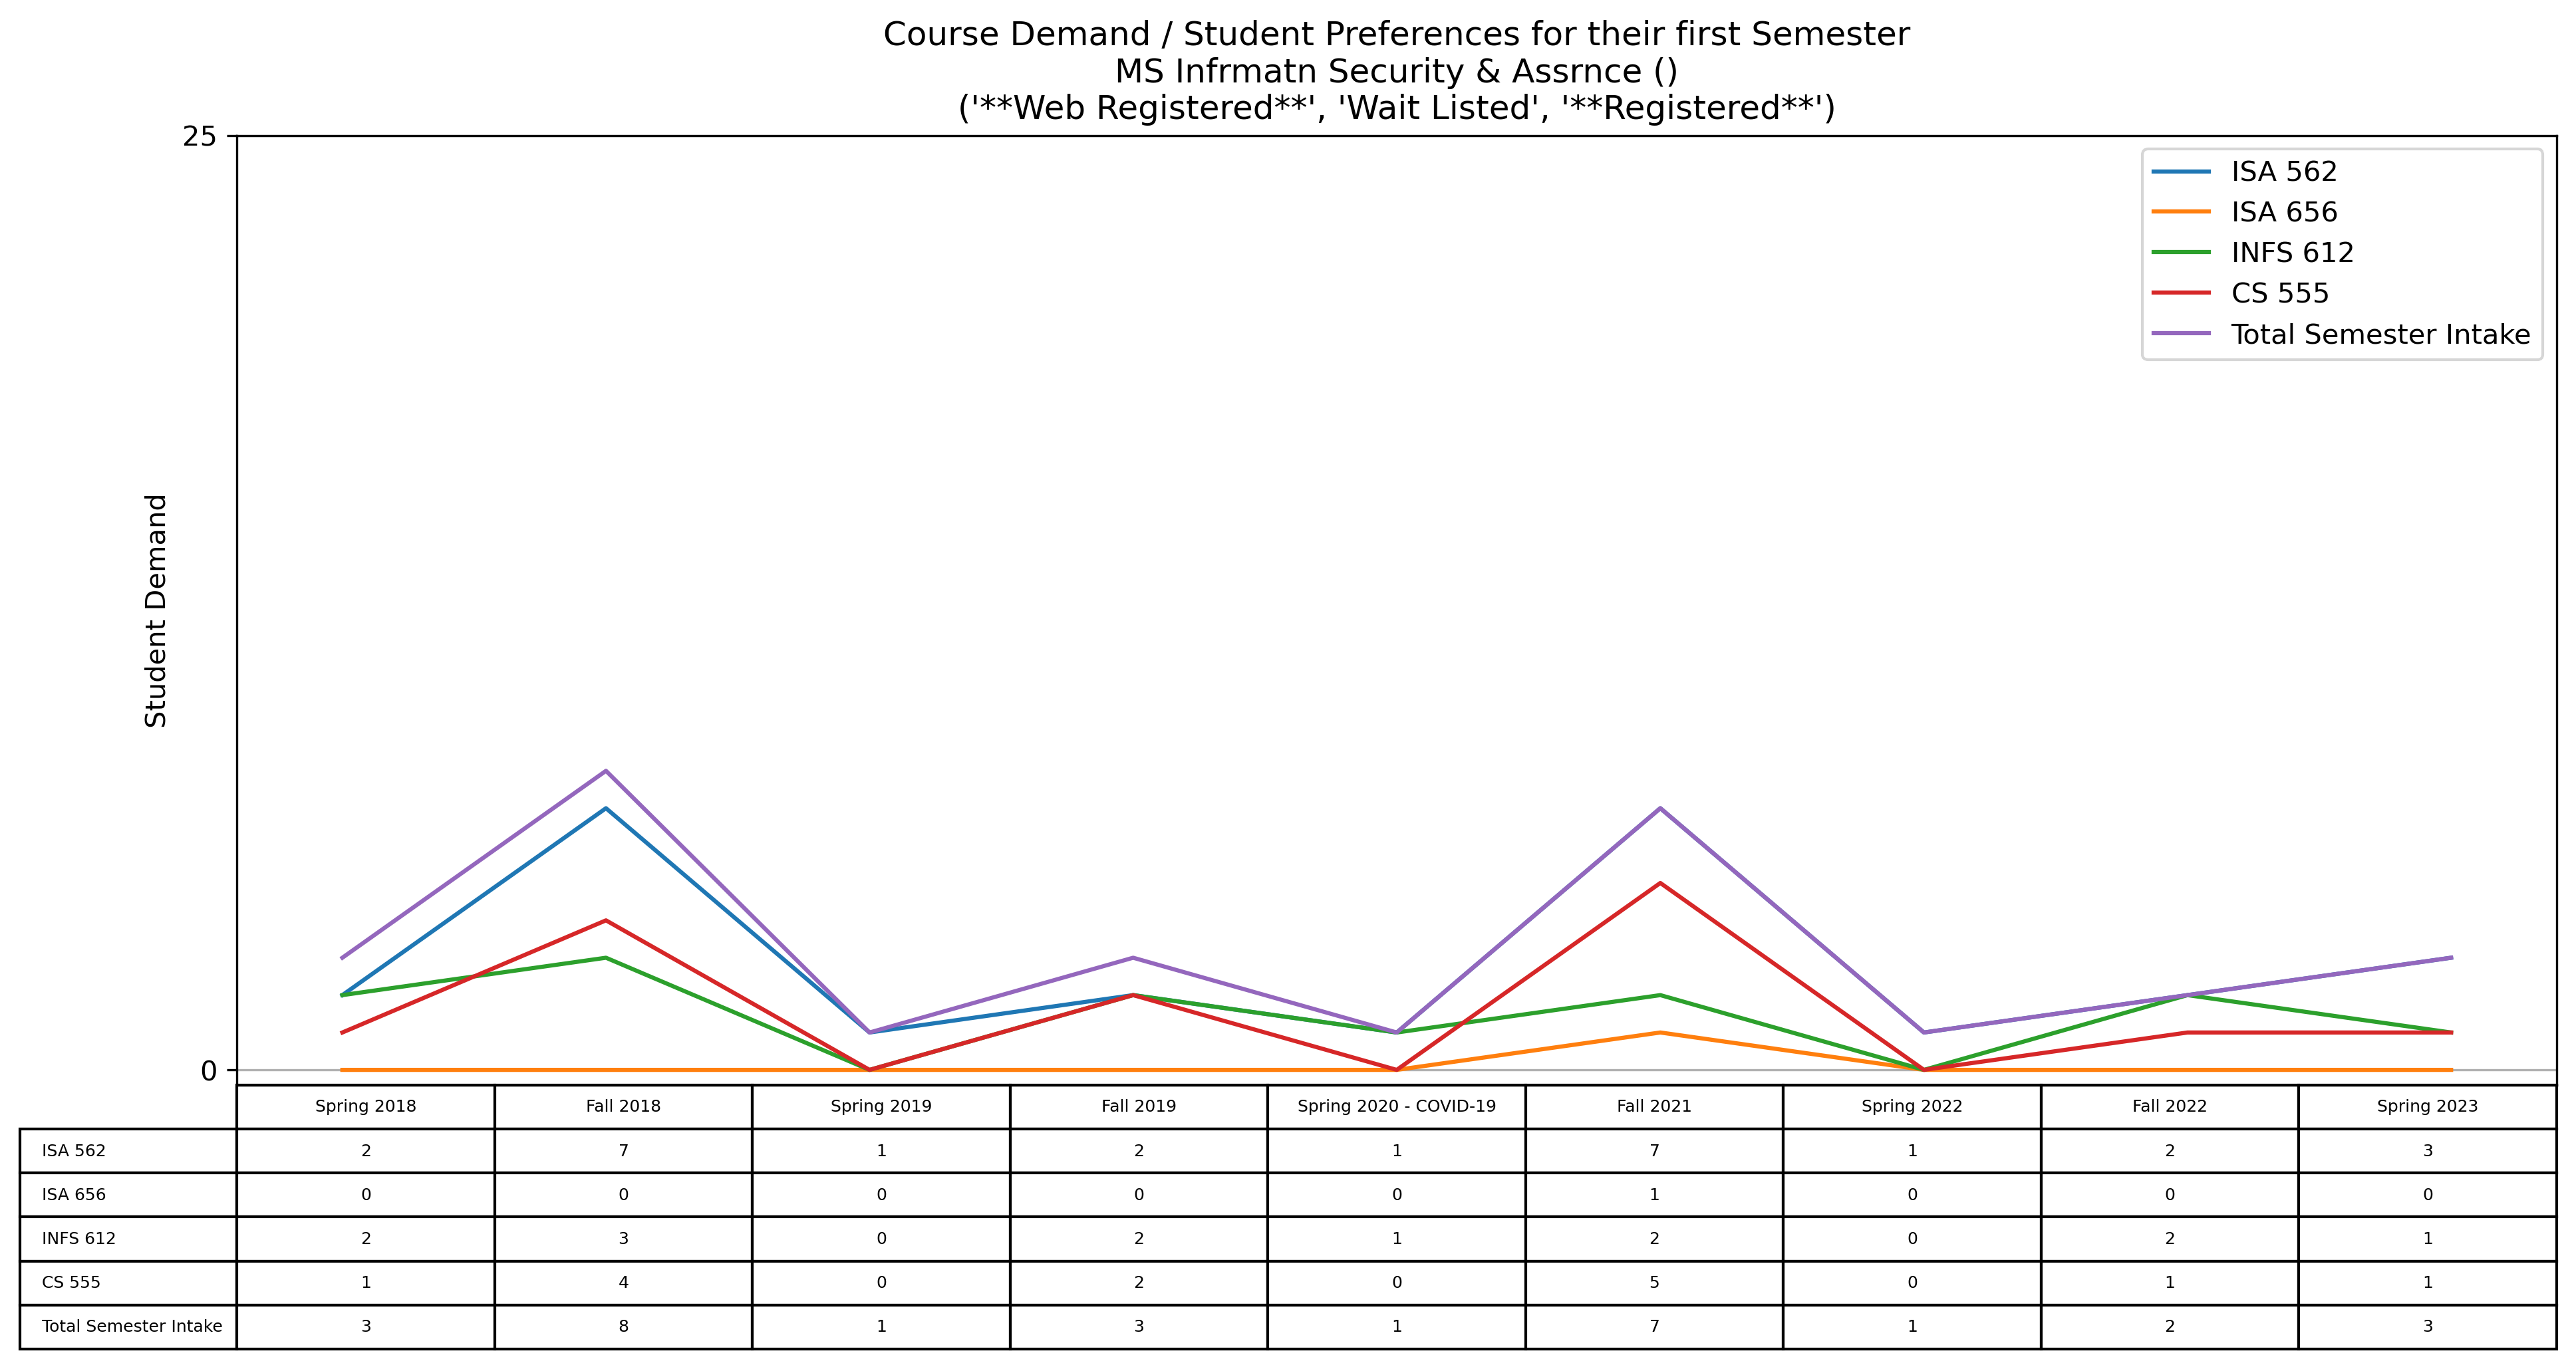 Course Demand / Student Preferences for their first Semester
MS Infrmatn Security & Assrnce ()
('**Web Registered**', 'Wait Listed', '**Registered**')
25
ISA 562
ISA 656
INFS 612
CS 555
Total Semester Intake
Student Demand
0
Spring 2018 Fall 2018 Spring 2019 Fall 2019 Spring 2020 - COVID-19 Fall 2021 Spring 2022 Fall 2022 Spring 2023
ISA 562 2 7 1 2 1 7 1 2 3
ISA 656 0 0 0 0 0 1 0 0 0
INFS 612 2 3 0 2 1 2 0 2 1
CS 555 1 4 0 2 0 5 0 1 1
Total Semester Intake 3 8 1 3 1 7 1 2 3